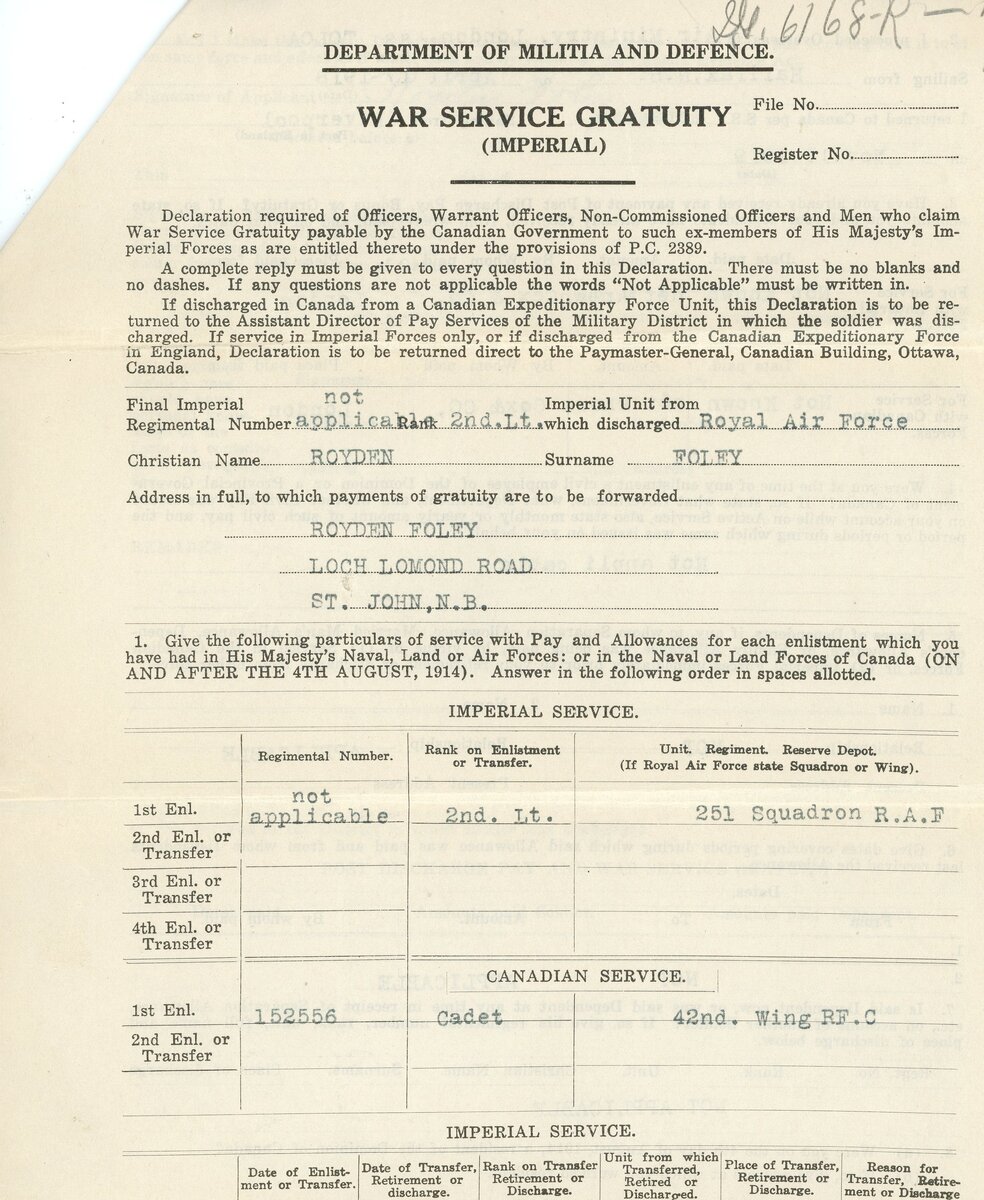 6168-R
DEPARTMENT OF MILITIA AND DEFENCE.
WAR SERVICE GRATUITY
(IMPERIAL)
File No.
Register No.
Declaration required of Officers, Warrant Officers, Non-Commissioned Officers and Men who claim
War Service Gratuity payable by the Canadian Government to such ex-members of His Majesty's Im-
perial Forces as are entitled thereto under the provisions of P.C. 2389.
A complete reply must be given to every question in this Declaration. There must be no blanks and
no dashes. If any questions are not applicable the words "Not Applicable" must be written in.
If discharged in Canada from a Canadian Expeditionary Force Unit, this Declaration is to be re-
turned to the Assistant Director of Pay Services of the Military District in which the soldier was dis-
charged. If service in Imperial Forces only, or if discharged from the Canadian Expeditionary Force
in England, Declaration is to be returned direct to the Paymaster-General, Canadian Building, Ottawa,
Canada.
Final Imperial not Imperial Unit from
Regimental Number applicable Rank 2nd.Lt. which discharged Royal Air Force
Christian Name ROYDEN Surname FOLEY
Address in full, to which payments of gratuity are to be forwarded
ROYDEN FOLEY
LOCH LOMOND ROAD
ST. JOHN,N.B.
1. Give the following particulars of service with Pay and Allowances for each enlistment which you
have had in His Majesty's Naval, Land or Air Forces: or in the Naval or Land Forces of Canada (ON
AND AFTER THE 4TH AUGUST, 1914). Answer in the following order in spaces allotted.
IMPERIAL SERVICE.
Regimental Number.
Rank on Enlistment
or Transfer.
Unit. Regiment. Reserve Depot.
(If Royal Air Force state Squadron or Wing).
not
1st Enl. applicable 2nd. Lt. 251 Squadron R.A.F
2nd Enl. or
Transfer
3rd Enl. or
Transfer
4th Enl. or
Transfer
CANADIAN SERVICE.
1st Enl. 152556 Cadet 42nd. Wing RF.C
2nd Enl. or
Transfer
IMPERIAL SERVICE.
Date of Enlist-
ment or Transfer.
Date of Transfer,
Retirement or
discharge.
Rank on Transfer
Retirement or
Discharge.
Unit from which
Transferred,
Retired or
Discharged.
Place of Transfer,
Retirement or
Discharge.
Reason for
Transfer, Retire-
ment or Discharge